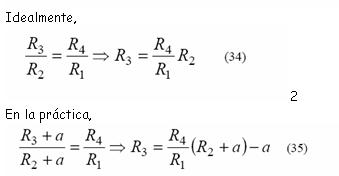 Idealmente,
R₃/R₂ = R₄/R₁ ⇒ R₃ = R₄/R₁ R₂ (34)
2
En la práctica,
R₃ + a/R₂ + a = R₄/R₁ ⇒ R₃ = R₄/R₁ (R₂ + a) – a (35)